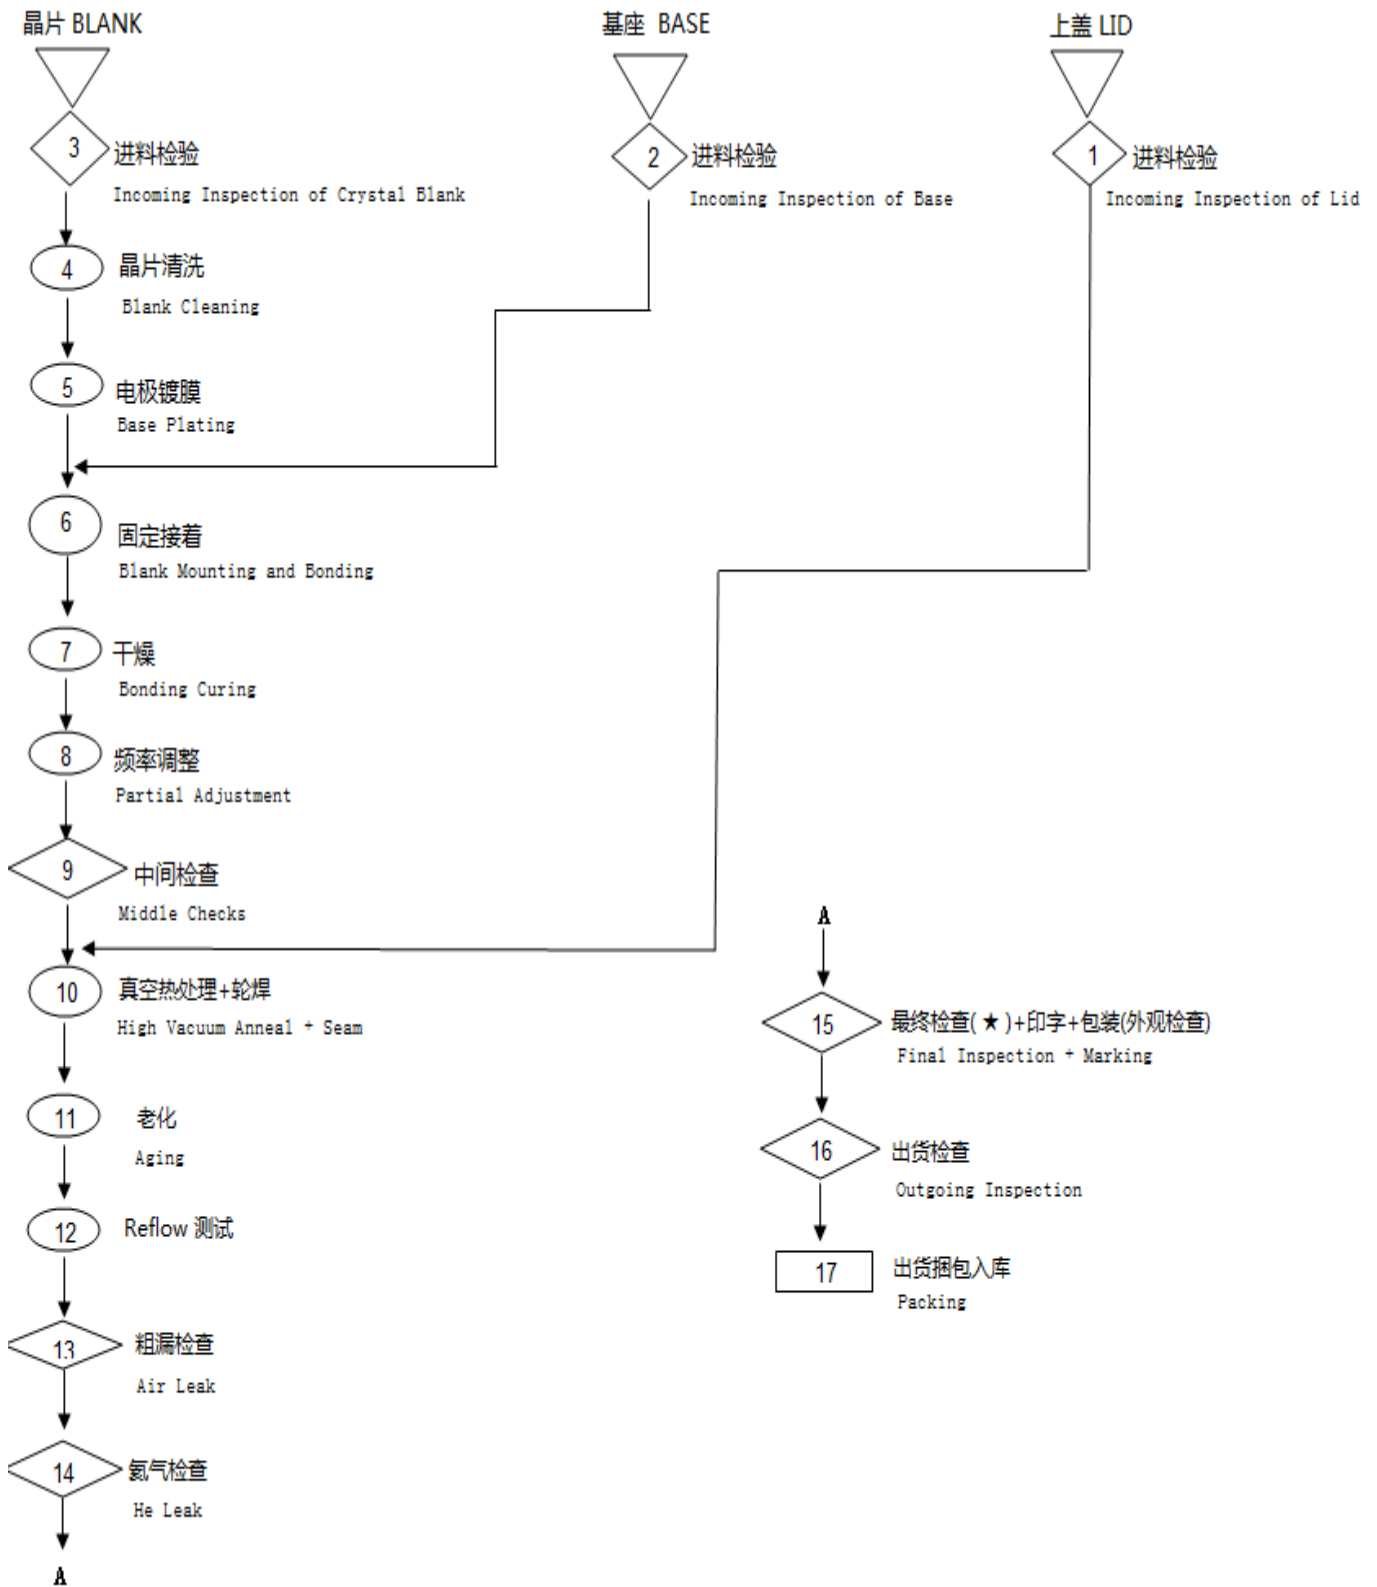 晶片 BLANK
基座 BASE
上盖 LID
3
进料检验
Incoming Inspection of Crystal Blank
2
进料检验
Incoming Inspection of Base
1
进料检验
Incoming Inspection of Lid
4
晶片清洗
Blank Cleaning
5
电极镀膜
Base Plating
6
固定接着
Blank Mounting and Bonding
7
干燥
Bonding Curing
8
频率调整
Partial Adjustment
9
中间检查
Middle Checks
10
真空热处理+轮焊
High Vacuum Anneal + Seam
11
老化
Aging
12
Reflow 测试
13
粗漏检查
Air Leak
14
氦气检查
He Leak
A
A
15
最终检查(★)+印字+包装(外观检查)
Final Inspection + Marking
16
出货检查
Outgoing Inspection
17
出货捆包入库
Packing